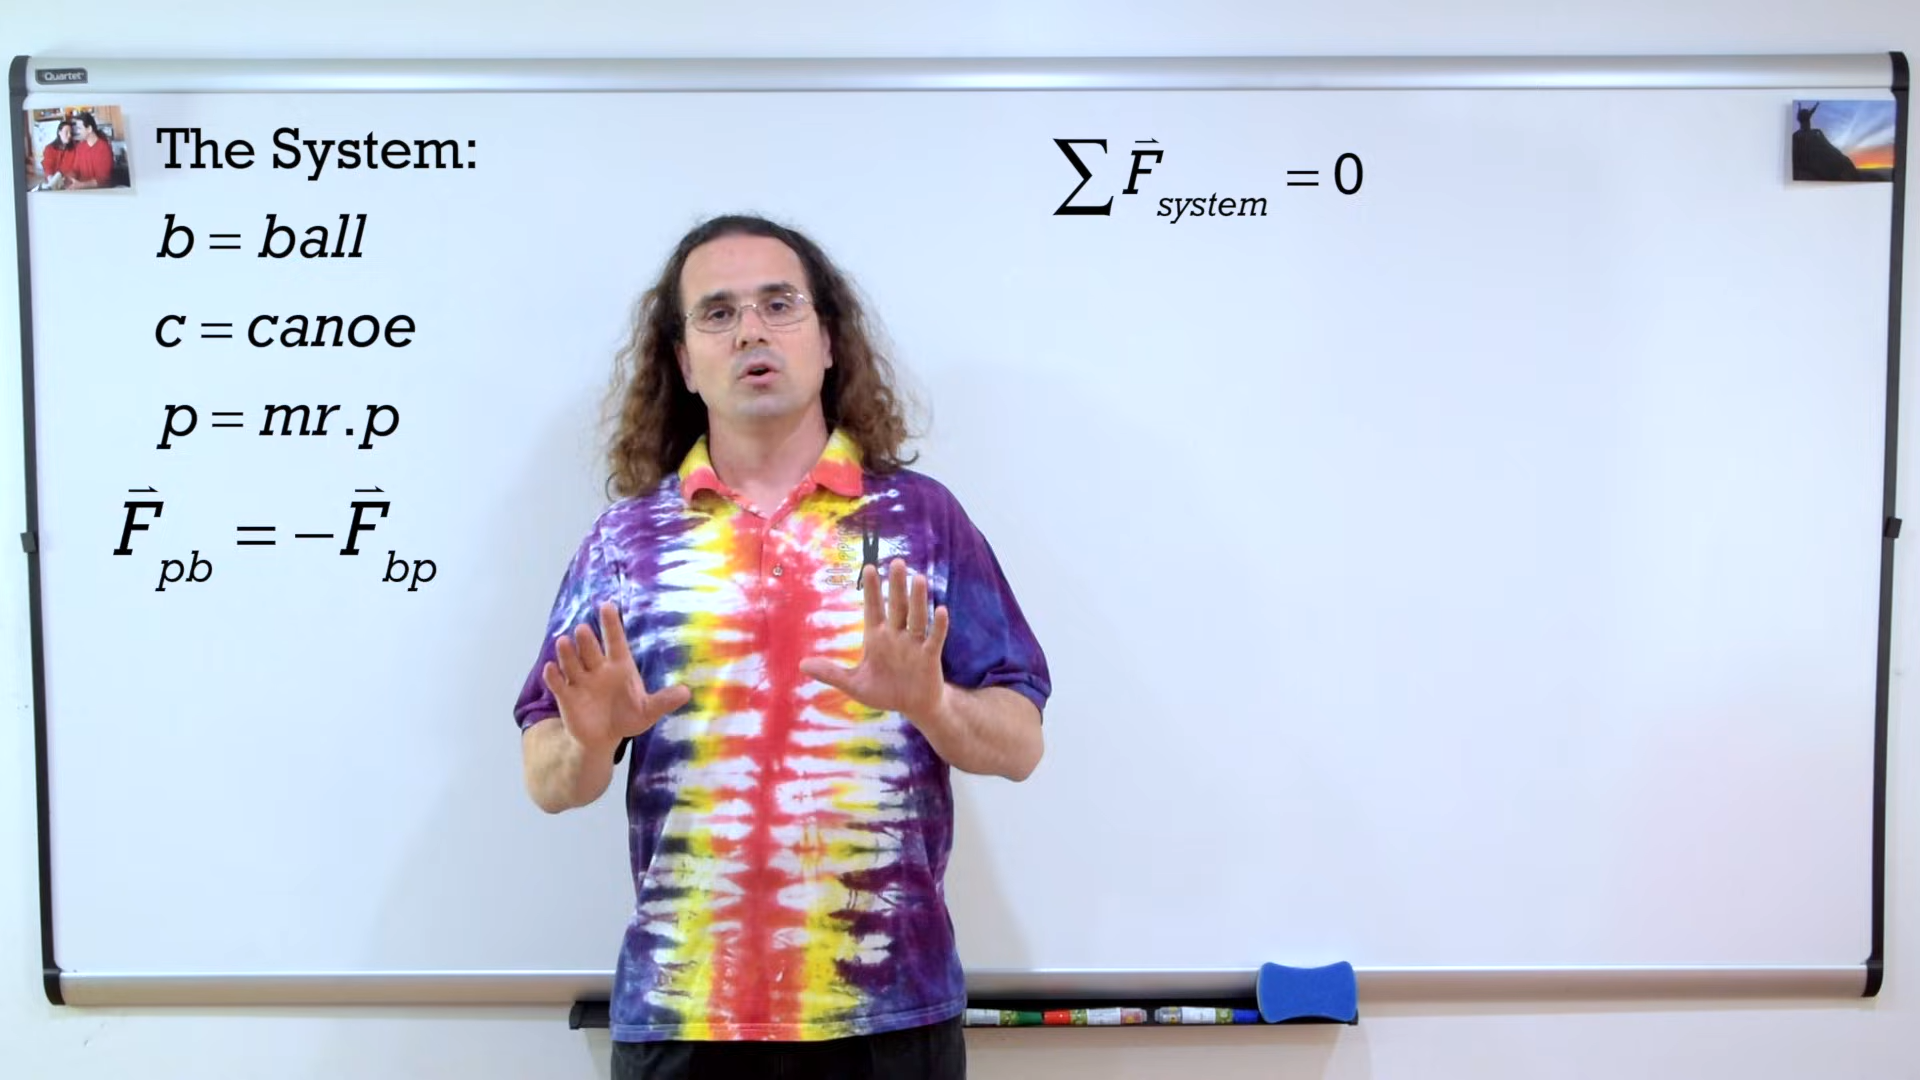 Quartet
The System:
b = ball
c = canoe
p = mr.p
F⃗pb = −F⃗bp
∑F⃗system = 0